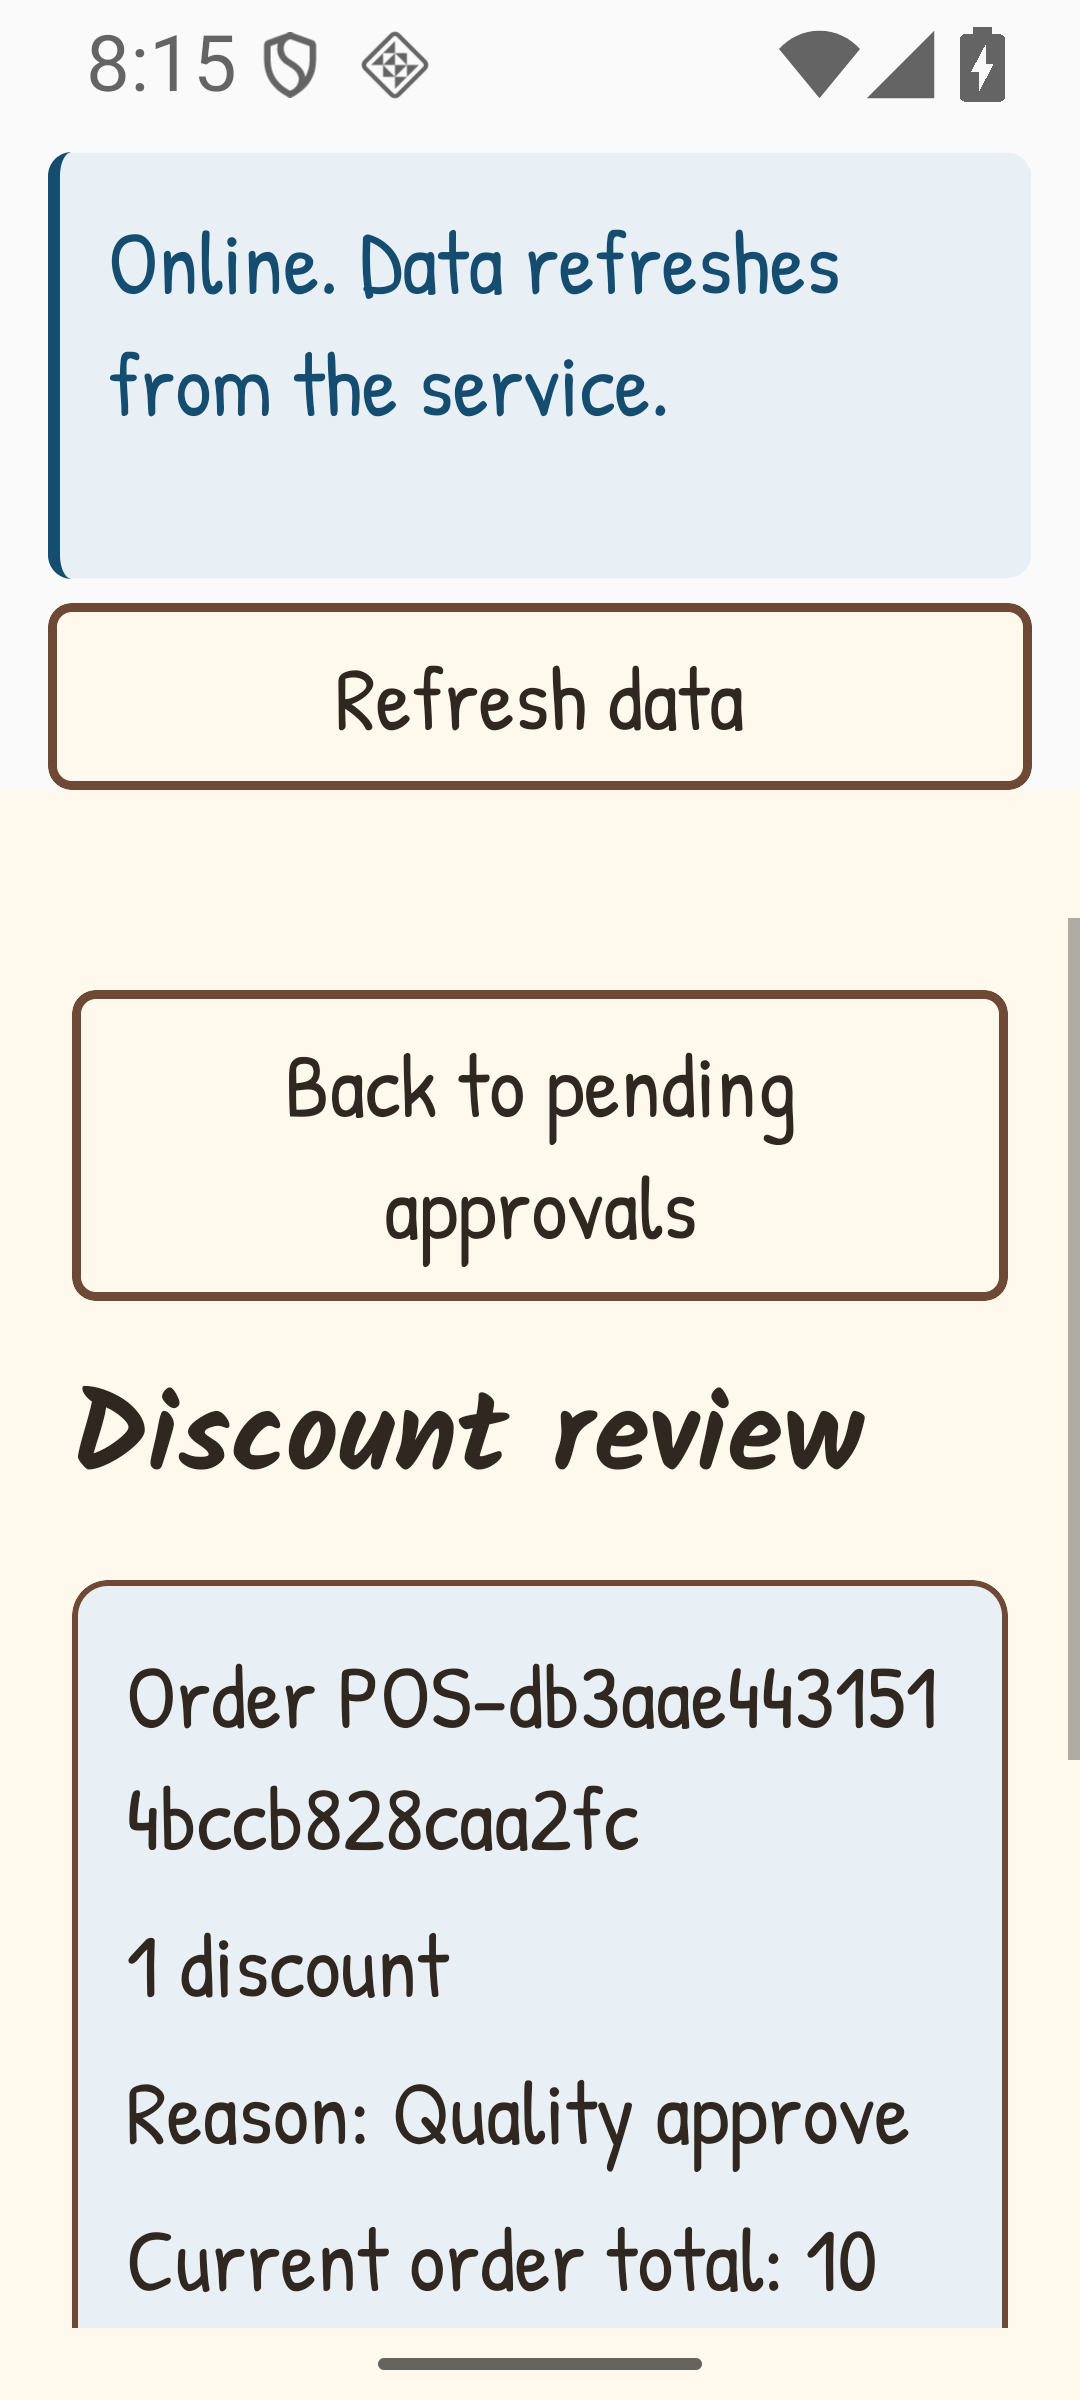 8:15
Online. Data refreshes
from the service.
Refresh data
Back to pending
approvals
Discount review
Order POS-db3aae443151
4bccb828caa2fc
1 discount
Reason: Quality approve
Current order total: 10